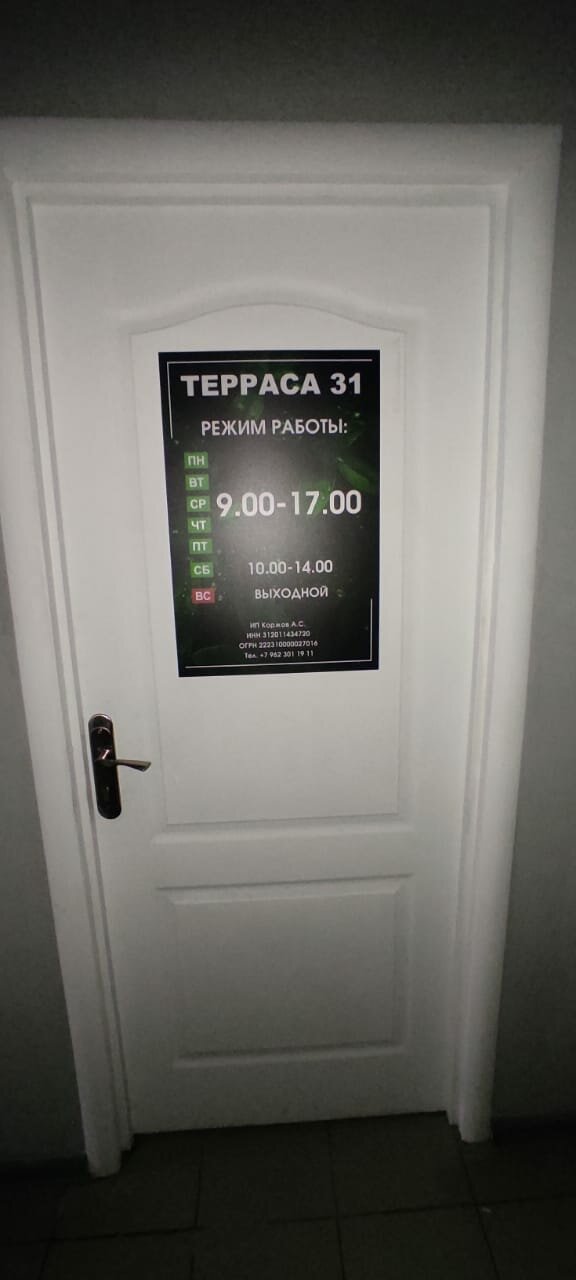 ТЕРРАСА 31
РЕЖИМ РАБОТЫ:
ПН
ВТ
СР 9.00-17.00
ЧТ
ПТ
СБ 10.00-14.00
ВС ВЫХОДНОЙ
ИП Коржов А.С.
ИНН 312011434720
ОГРН 222310000027016
Тел. +7 962 301 19 11